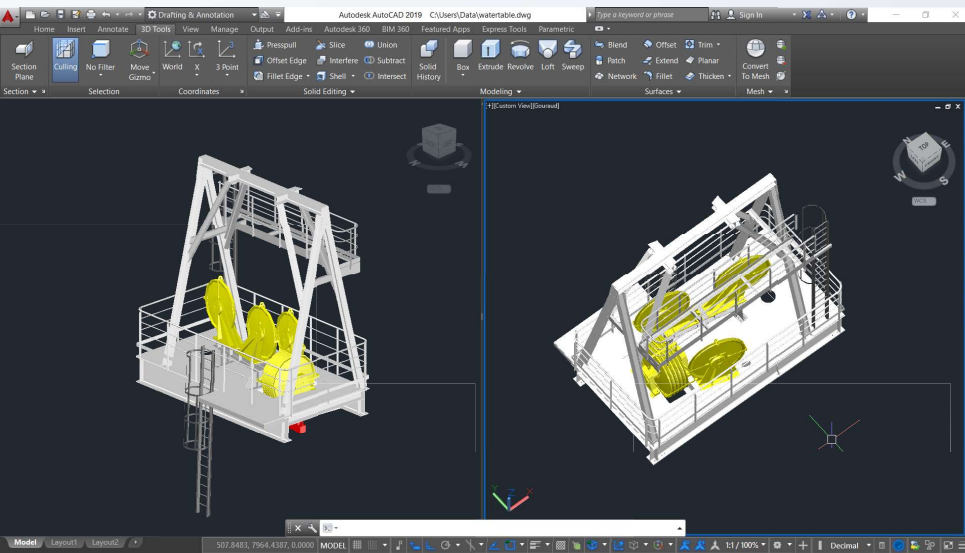 Drafting & Annotation
Autodesk AutoCAD 2019 C:\Users\Data\watertable.dwg
Type a keyword or phrase
Sign In
Home Insert Annotate 3D Tools View Manage Output Add-ins Autodesk 360 BIM 360 Featured Apps Express Tools Parametric
Section Plane
Culling
No Filter
Move Gizmo
World
X
3 Point
Presspull Slice Union
Offset Edge Interfere Subtract
Fillet Edge Shell Intersect
Solid History
Box
Extrude
Revolve
Loft
Sweep
Blend Offset Trim
Patch Extend Planar
Network Fillet Thicken
Convert To Mesh
Section Selection Coordinates Solid Editing Modeling Surfaces Mesh
[+][Custom View][Gouraud]
TOP
N
E
W
S
WCS
Y
Z
X
Model Layout1 Layout2 +
507.8483, 7964.4387, 0.0000 MODEL
1:1 / 100%
Decimal